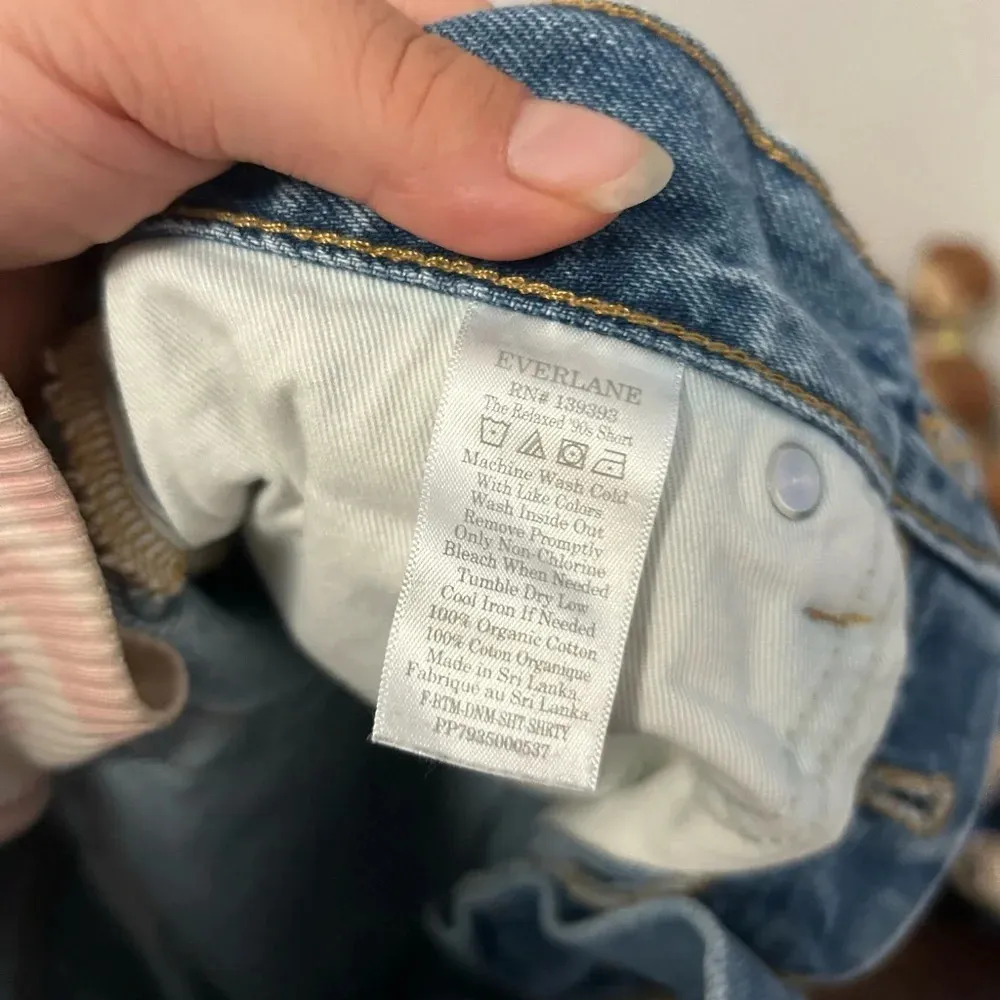 EVERLANE
RN# 139393
The Relaxed '90s Short
Machine Wash Cold
With Like Colors
Wash Inside Out
Remove Promptly
Only Non-Chlorine
Bleach When Needed
Tumble Dry Low
Cool Iron If Needed
100% Organic Cotton
100% Coton Organique
Made in Sri Lanka
Fabriqué au Sri Lanka
F-BTM-DNM-SHT-SHRTY
PP7935000537